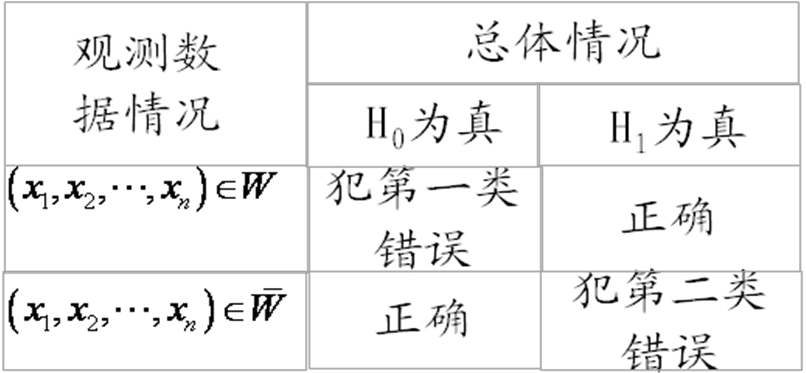 观测数
据情况
总体情况
H₀为真
H₁为真
(x₁,x₂,⋯,xₙ)∈W
犯第一类
错误
正确
(x₁,x₂,⋯,xₙ)∈W̄
正确
犯第二类
错误